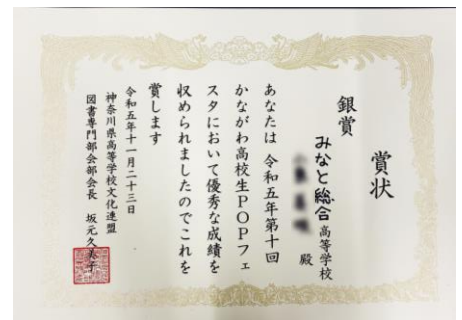 賞状
銀賞
みなと総合高等学校
殿
あなたは 令和五年第十回
かながわ高校生POPフェ
スタにおいて優秀な成績を
収められましたのでこれを
賞します
令和五年十一月二十三日
神奈川県高等学校文化連盟
図書専門部会部会長 坂元久美子